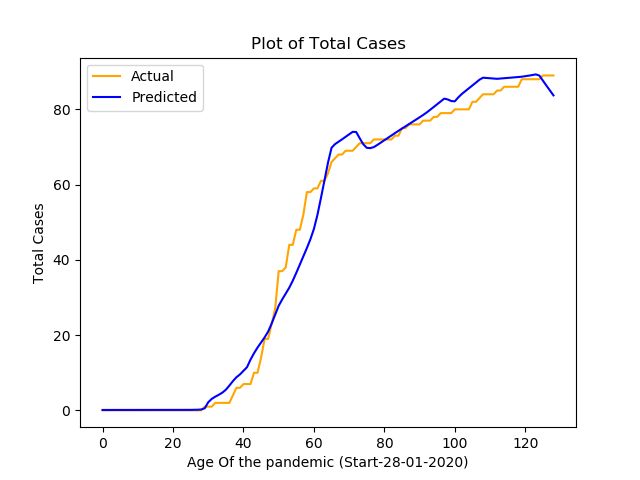 Plot of Total Cases
Actual
Predicted
80
60
40
20
0
Total Cases
0 20 40 60 80 100 120
Age Of the pandemic (Start-28-01-2020)